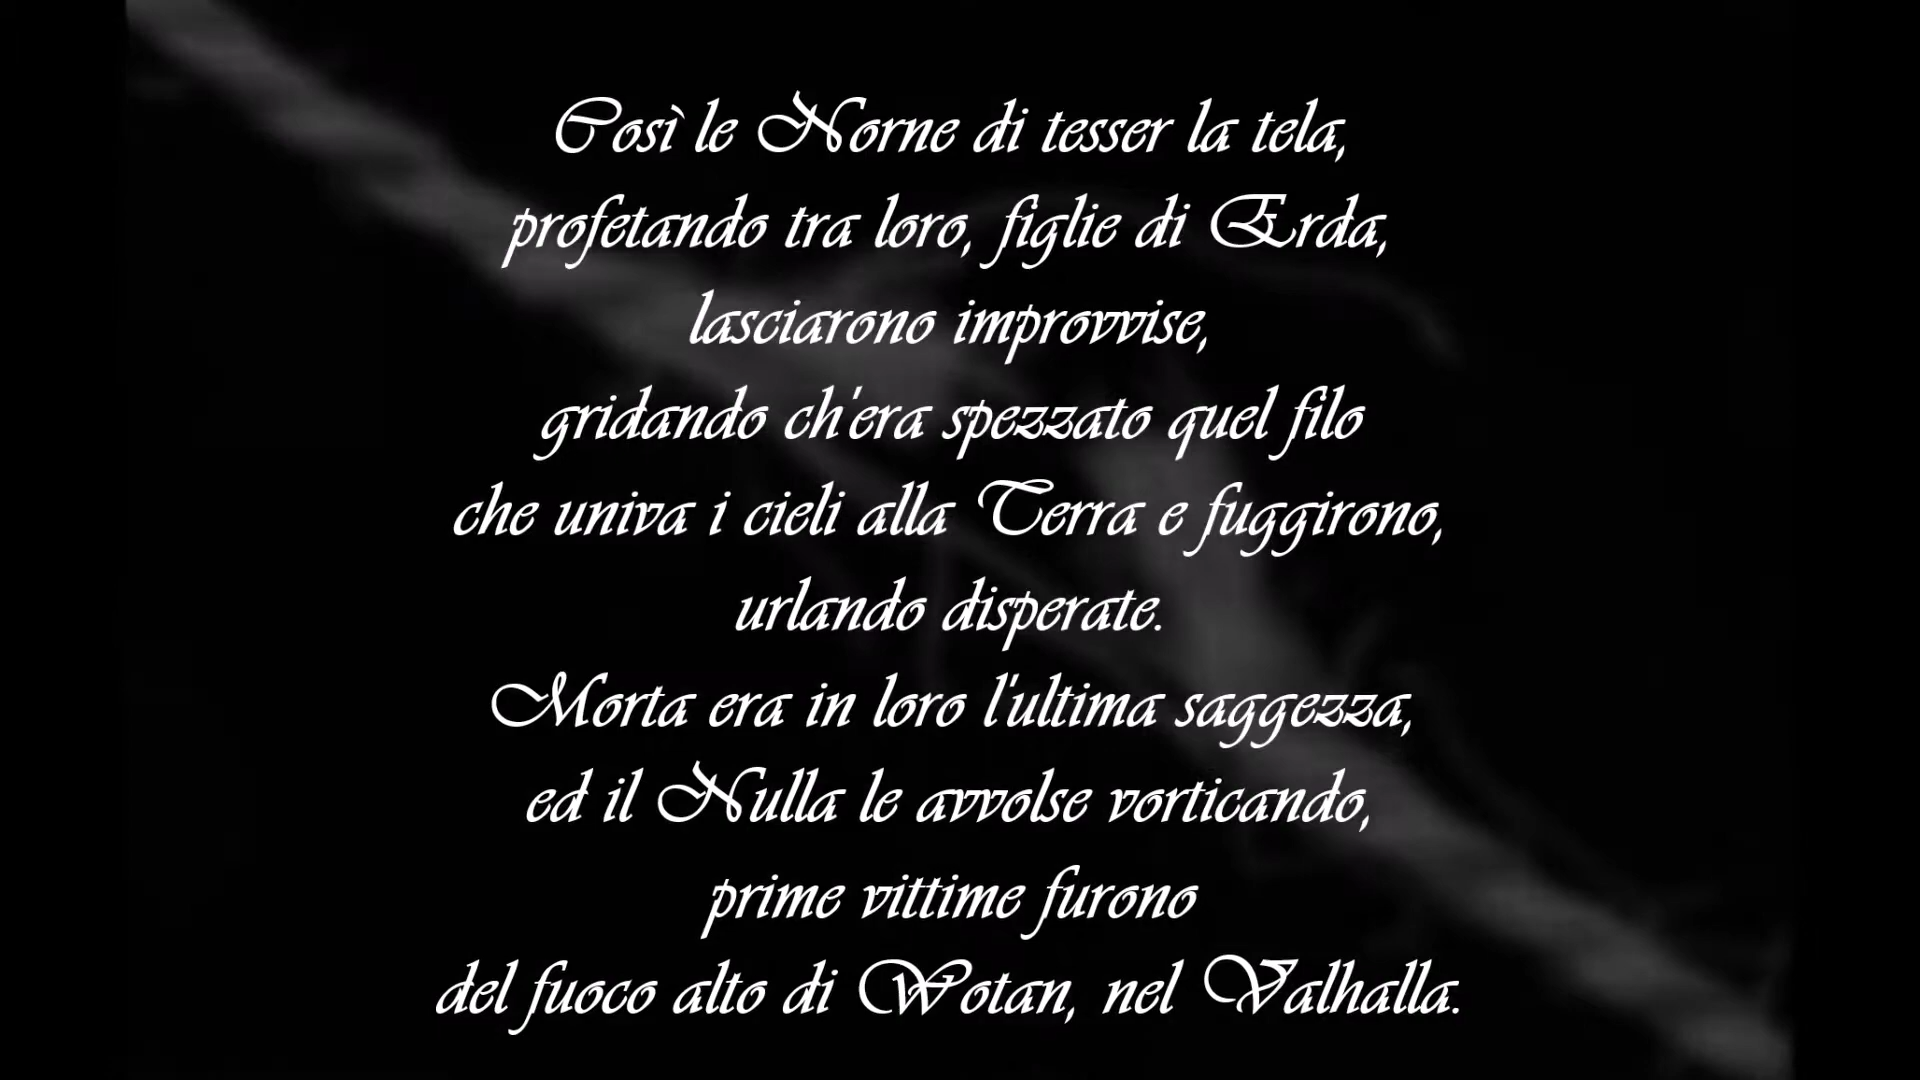 Così le Norne di tesser la tela,
profetando tra loro, figlie di Erda,
lasciarono improvvise,
gridando ch'era spezzato quel filo
che univa i cieli alla Terra e fuggirono,
urlando disperate.
Morta era in loro l'ultima saggezza,
ed il Nulla le avvolse vorticando,
prime vittime furono
del fuoco alto di Wotan, nel Valhalla.